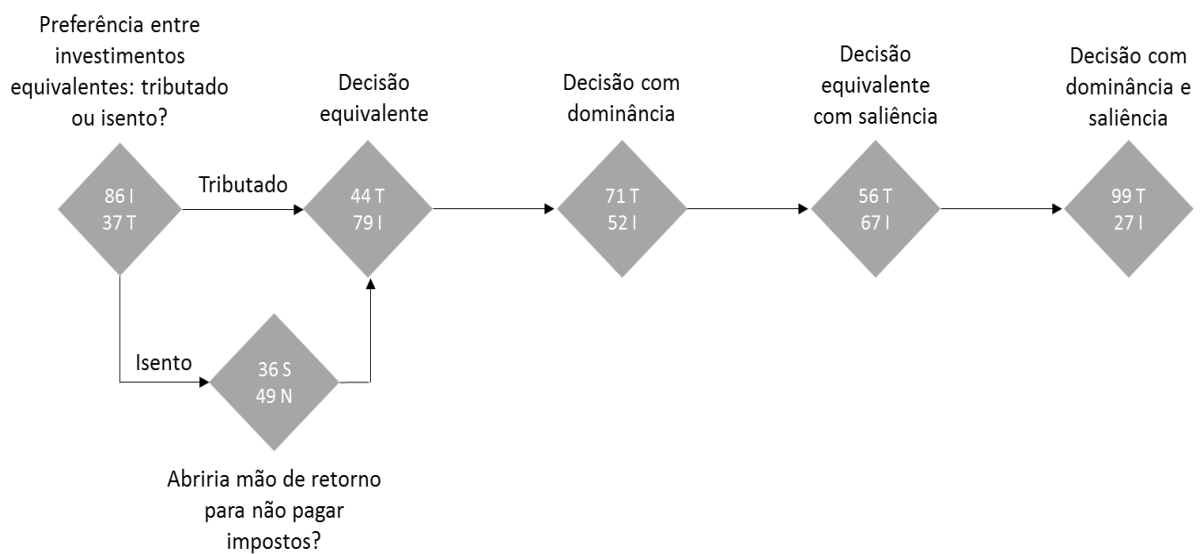 Preferência entre
investimentos
equivalentes: tributado
ou isento?
Decisão
equivalente
Decisão com
dominância
Decisão
equivalente
com saliência
Decisão com
dominância e
saliência
86 I
37 T
Tributado
44 T
79 I
71 T
52 I
56 T
67 I
99 T
27 I
Isento
36 S
49 N
Abriria mão de retorno
para não pagar
impostos?